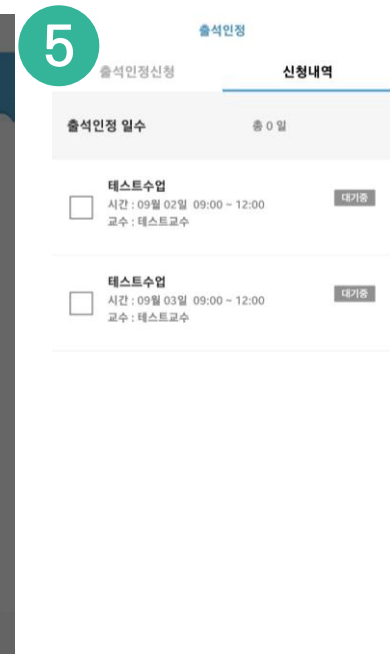 5
출석인정
출석인정신청 신청내역
출석인정 일수 총 0 일
테스트수업
시간 : 09월 02일 09:00 ~ 12:00 대기중
교수 : 테스트교수
테스트수업
시간 : 09월 03일 09:00 ~ 12:00 대기중
교수 : 테스트교수